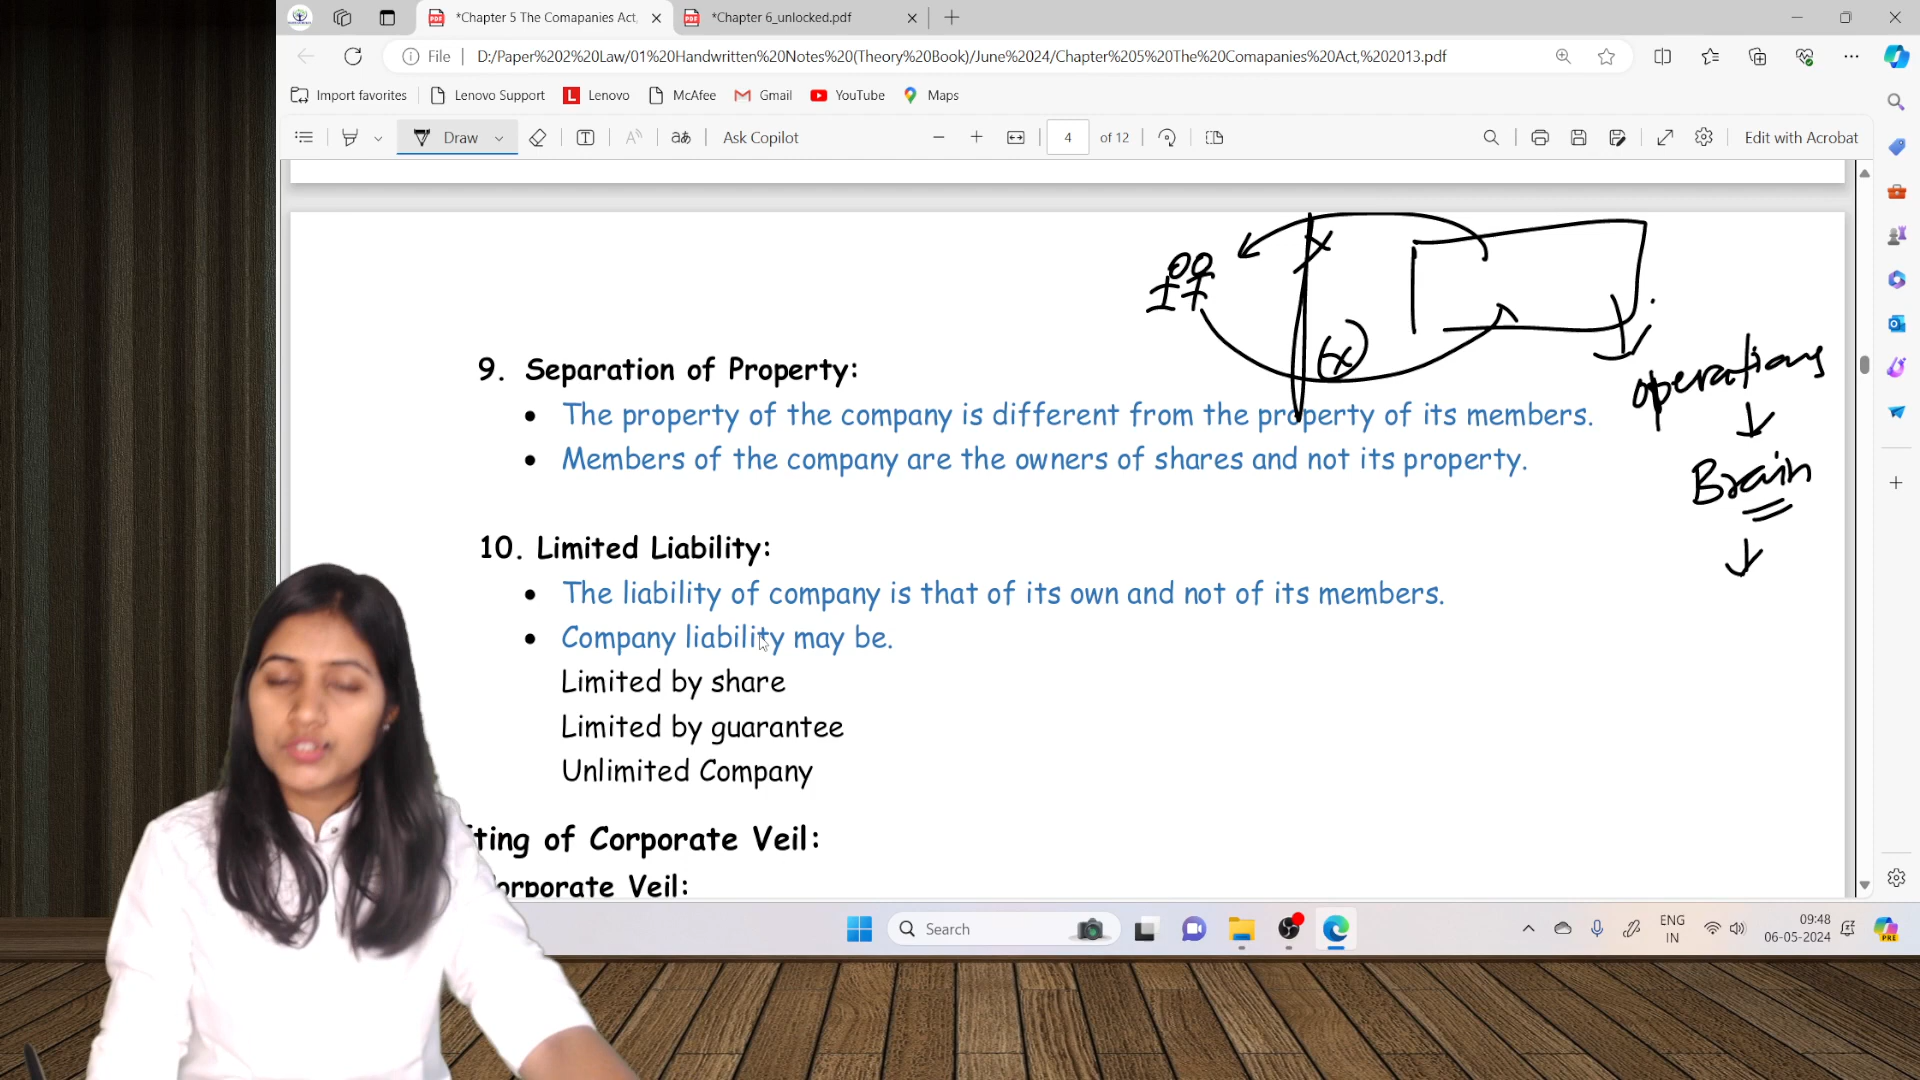 *Chapter 5 The Comapanies Act,
*Chapter 6_unlocked.pdf
File
D:/Paper%202%20Law/01%20Handwritten%20Notes%20(Theory%20Book)/June%202024/Chapter%205%20The%20Comapanies%20Act,%202013.pdf
Import favorites
Lenovo Support
Lenovo
McAfee
Gmail
YouTube
Maps
Draw
Ask Copilot
4
of 12
Edit with Acrobat
operations
Brain
9. Separation of Property:
• The property of the company is different from the property of its members.
• Members of the company are the owners of shares and not its property.
10. Limited Liability:
• The liability of company is that of its own and not of its members.
• Company liability may be.
Limited by share
Limited by guarantee
Unlimited Company
ting of Corporate Veil:
orporate Veil:
Search
ENG
IN
09:48
06-05-2024
PRE